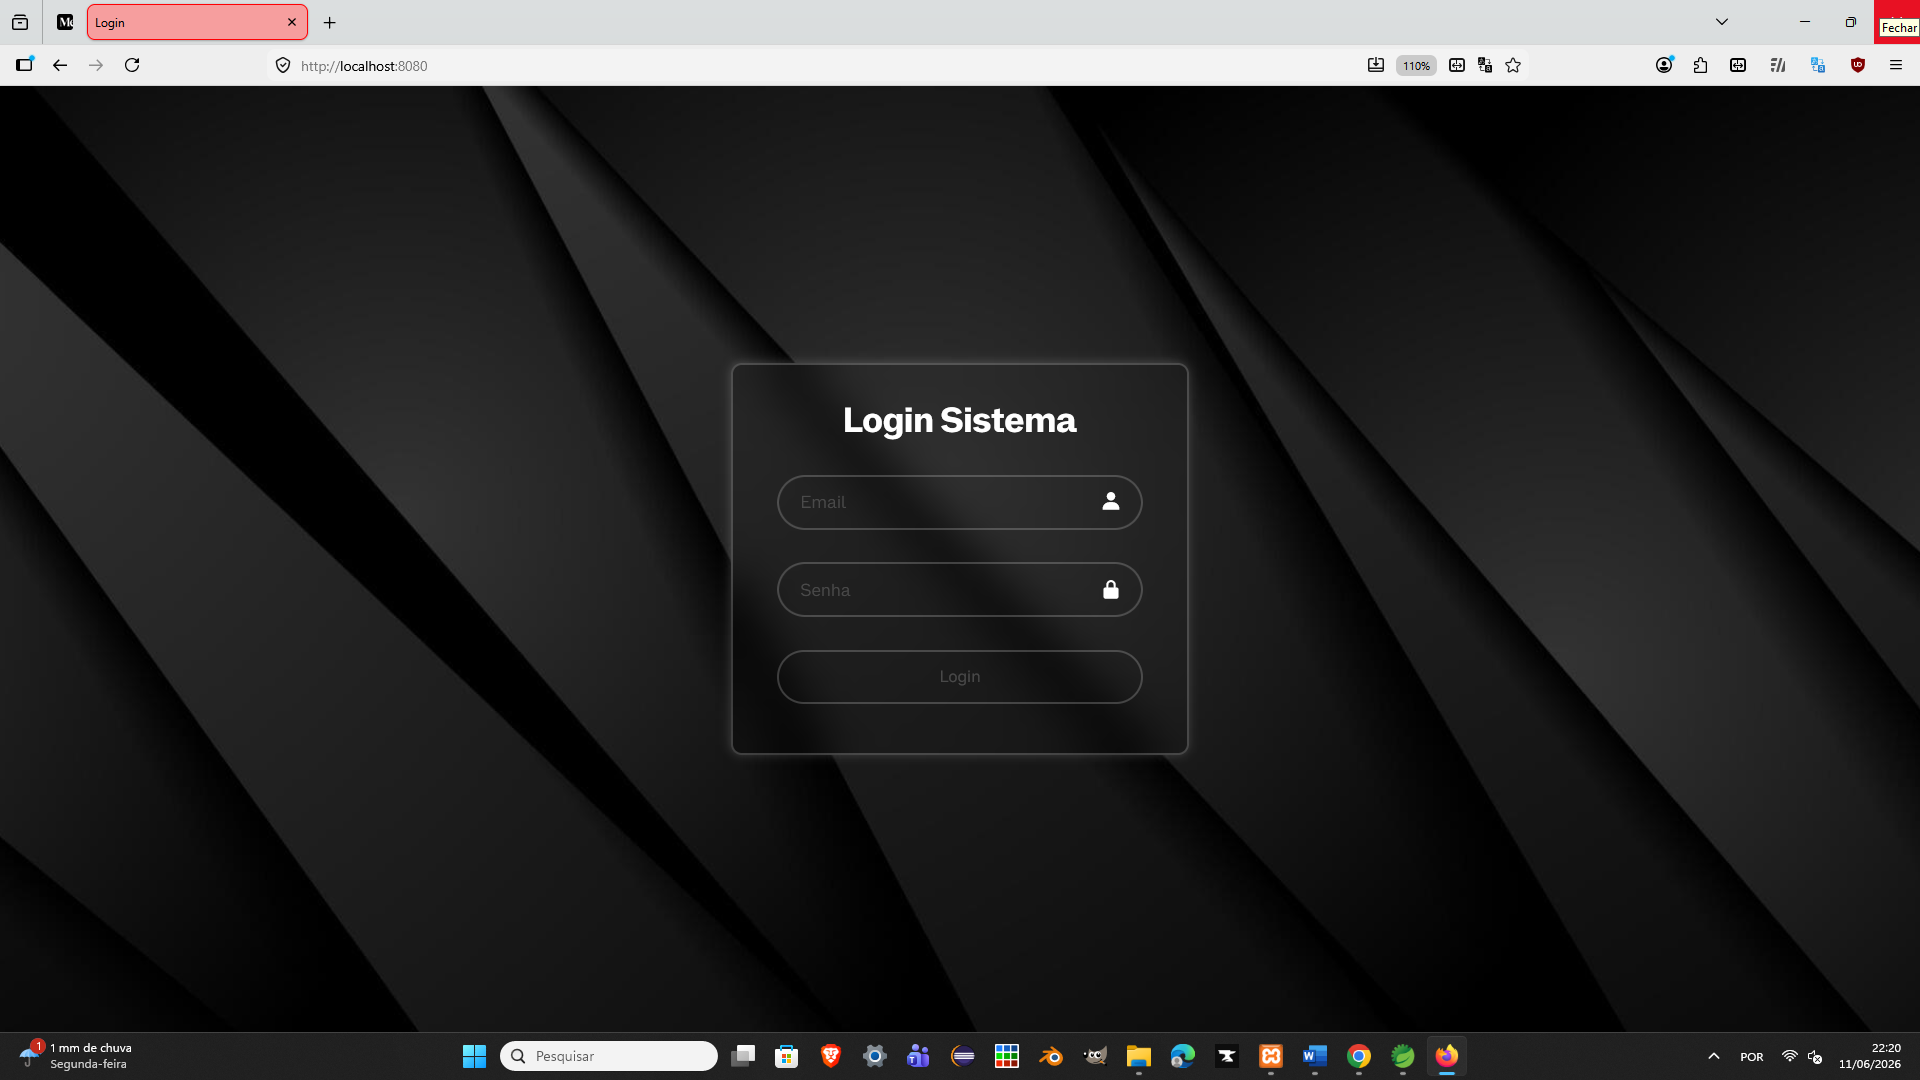 Login
Fechar
http://localhost:8080
110%
Login Sistema
Email
Senha
Login
1
1 mm de chuva
Segunda-feira
Pesquisar
POR
22:20
11/06/2026